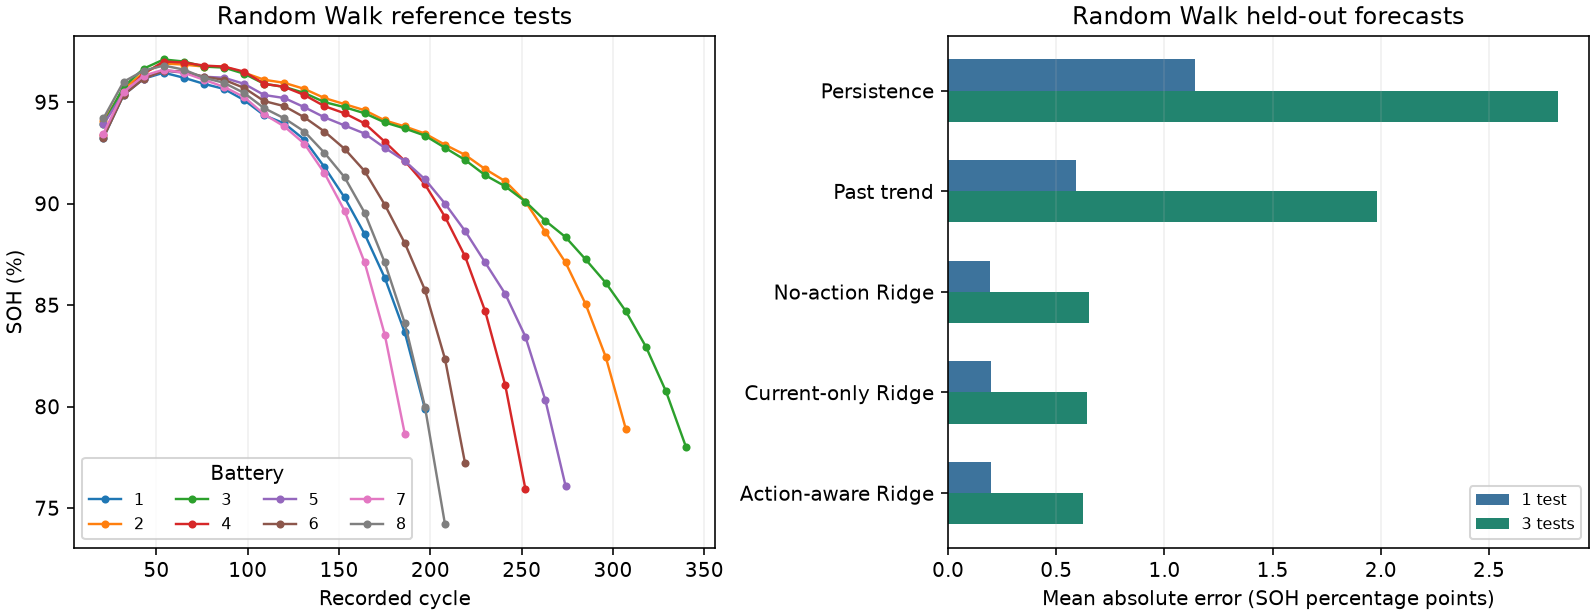 Random Walk reference tests
SOH (%)
95
90
85
80
75
Battery
1 3 5 7
2 4 6 8
50 100 150 200 250 300 350
Recorded cycle
Random Walk held-out forecasts
Persistence
Past trend
No-action Ridge
Current-only Ridge
Action-aware Ridge
1 test
3 tests
0.0 0.5 1.0 1.5 2.0 2.5
Mean absolute error (SOH percentage points)